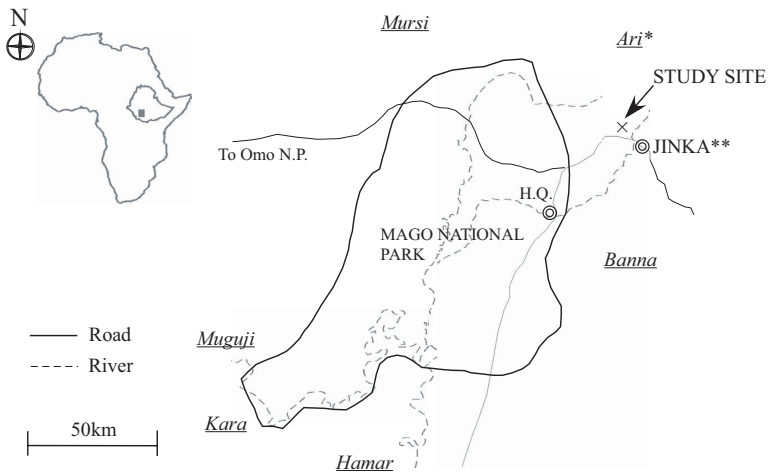 N
Mursi
Ari*
STUDY SITE
JINKA**
To Omo N.P.
H.Q.
MAGO NATIONAL
PARK
Banna
Road
Muguji
River
Kara
50km
Hamar